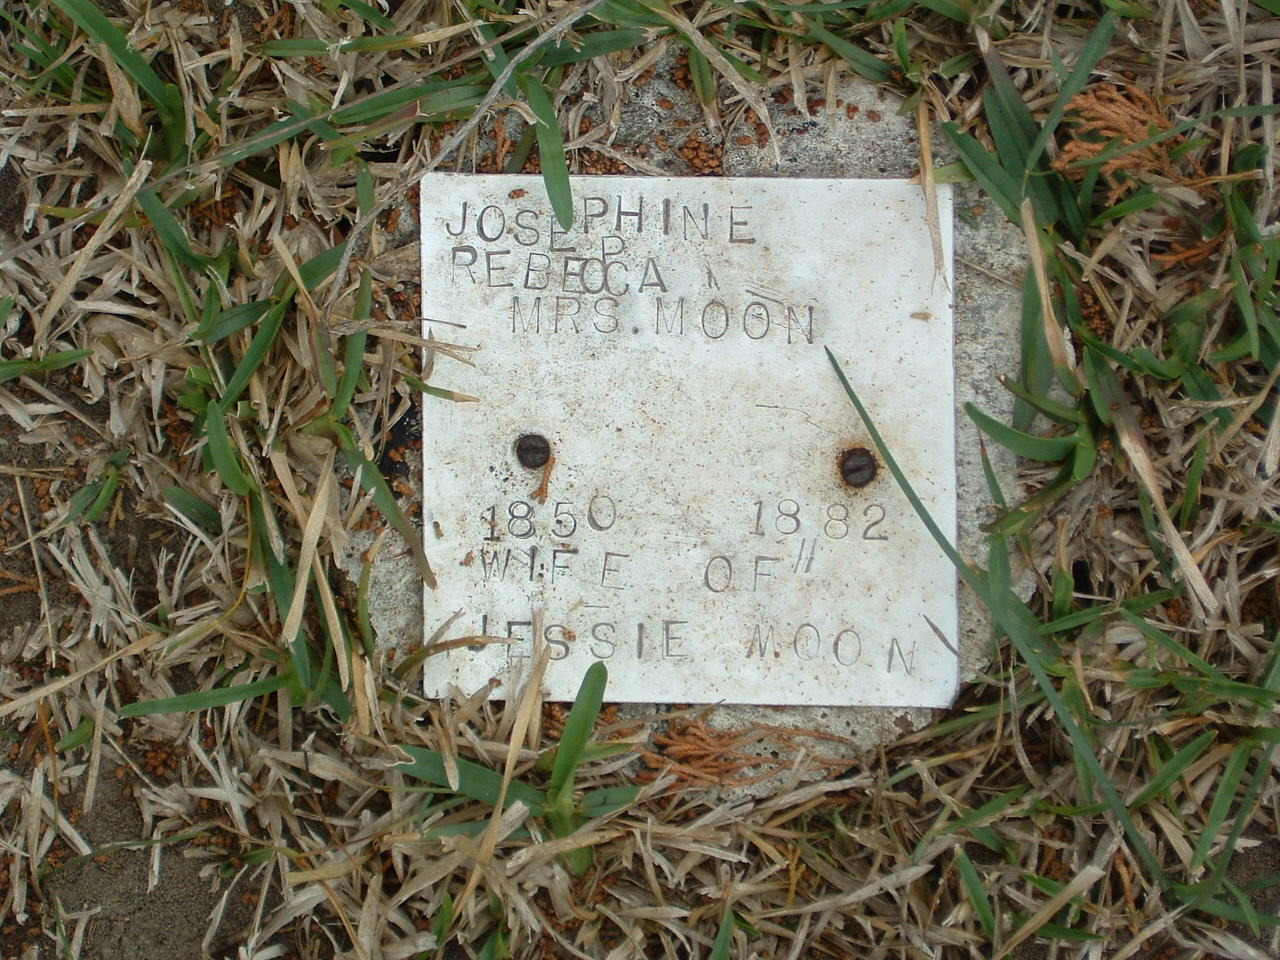 JOSEPHINE
REBECCA
MRS. MOON
1850 1882
WIFE OF
JESSIE MOON